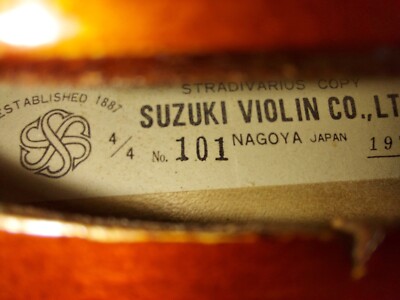 STRADIVARIUS COPY
ESTABLISHED 1887
SUZUKI VIOLIN CO., LT
4/4
No. 101 NAGOYA JAPAN 19